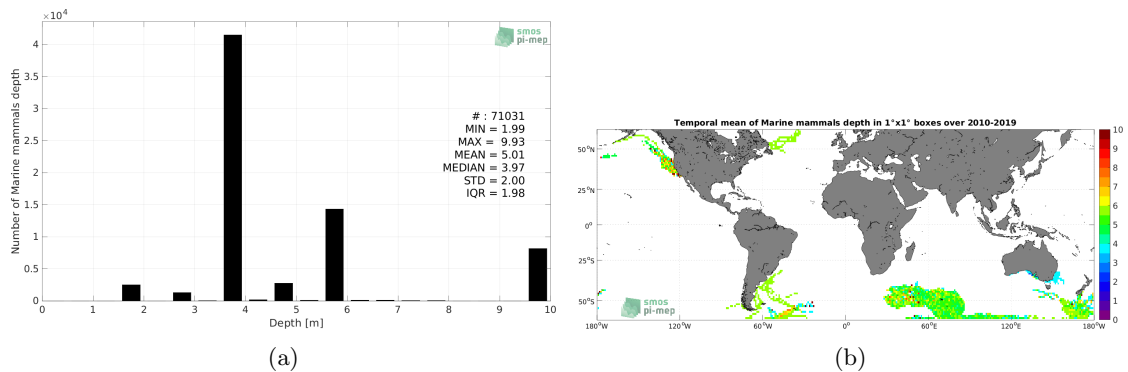 ×10⁴
4
3.5
3
2.5
2
1.5
1
0.5
0
Number of Marine mammals depth
smos
pi-mep
# : 71031
MIN = 1.99
MAX = 9.93
MEAN = 5.01
MEDIAN = 3.97
STD = 2.00
IQR = 1.98
0 1 2 3 4 5 6 7 8 9 10
Depth [m]
(a)
Temporal mean of Marine mammals depth in 1°x1° boxes over 2010-2019
50°N
25°N
0°
25°S
50°S
smos
pi-mep
180°W 120°W 60°W 0° 60°E 120°E 180°W
10
9
8
7
6
5
4
3
2
1
0
(b)